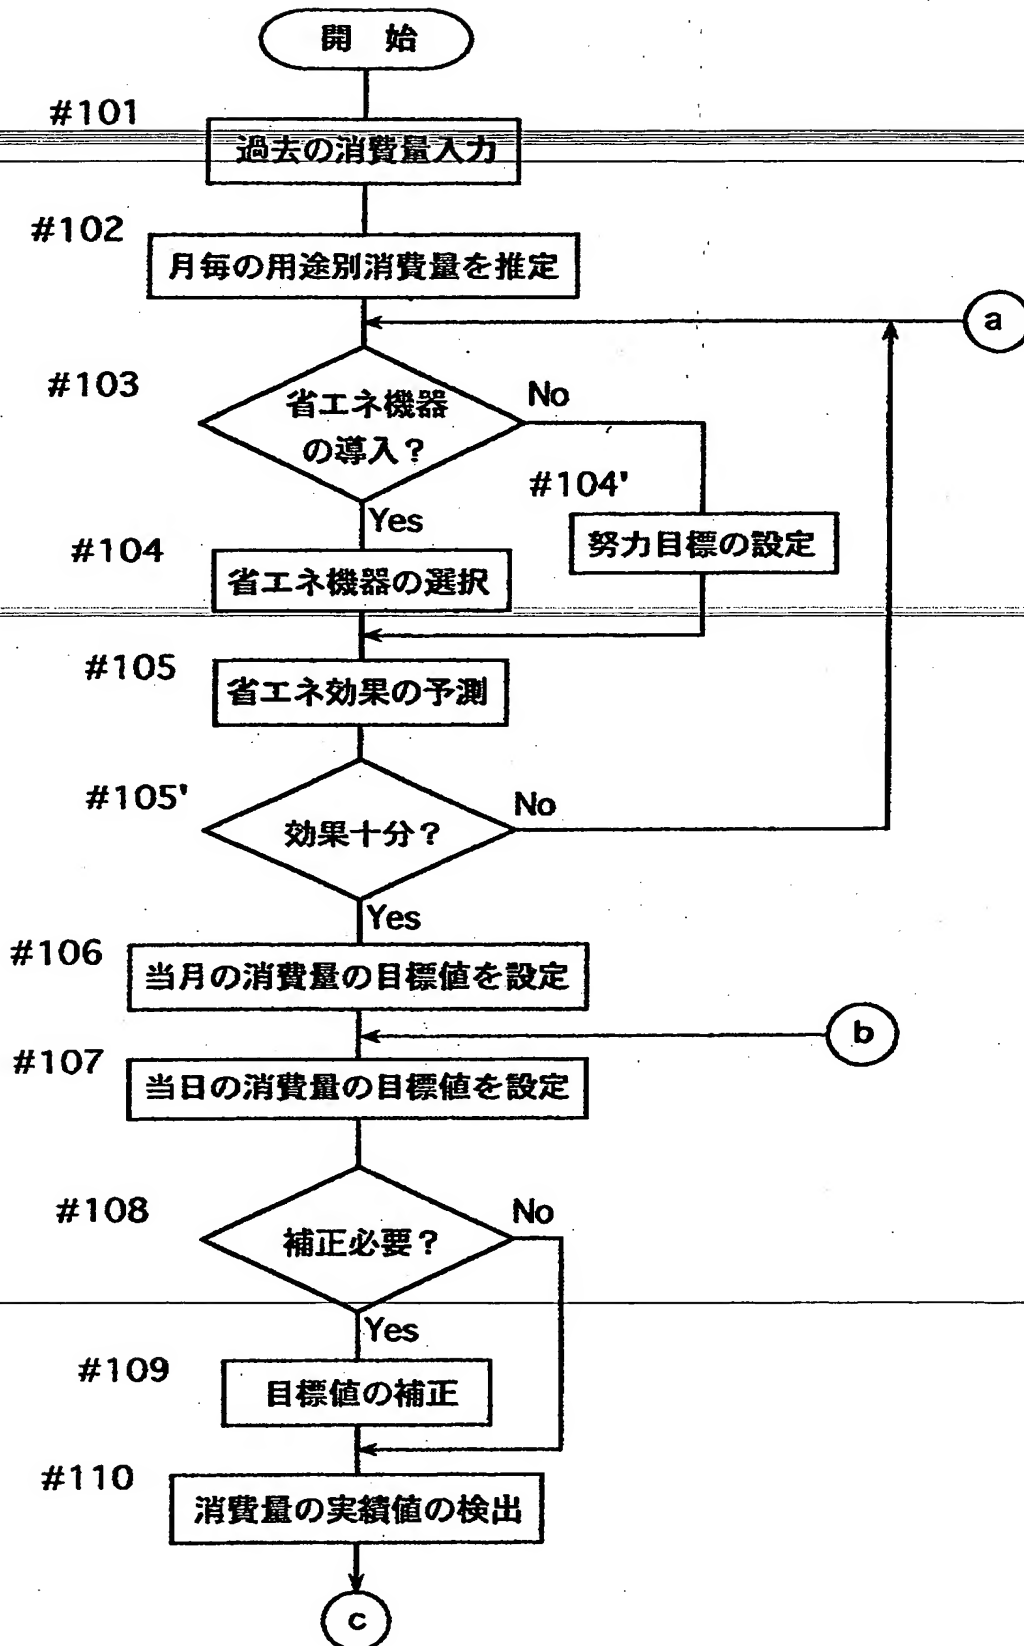 開 始
#101
過去の消費量入力
#102
月毎の用途別消費量を推定
a
#103
省エネ機器
の導入?
No
Yes
#104'
努力目標の設定
#104
省エネ機器の選択
#105
省エネ効果の予測
#105'
効果十分?
No
Yes
#106
当月の消費量の目標値を設定
b
#107
当日の消費量の目標値を設定
#108
補正必要?
No
Yes
#109
目標値の補正
#110
消費量の実績値の検出
c